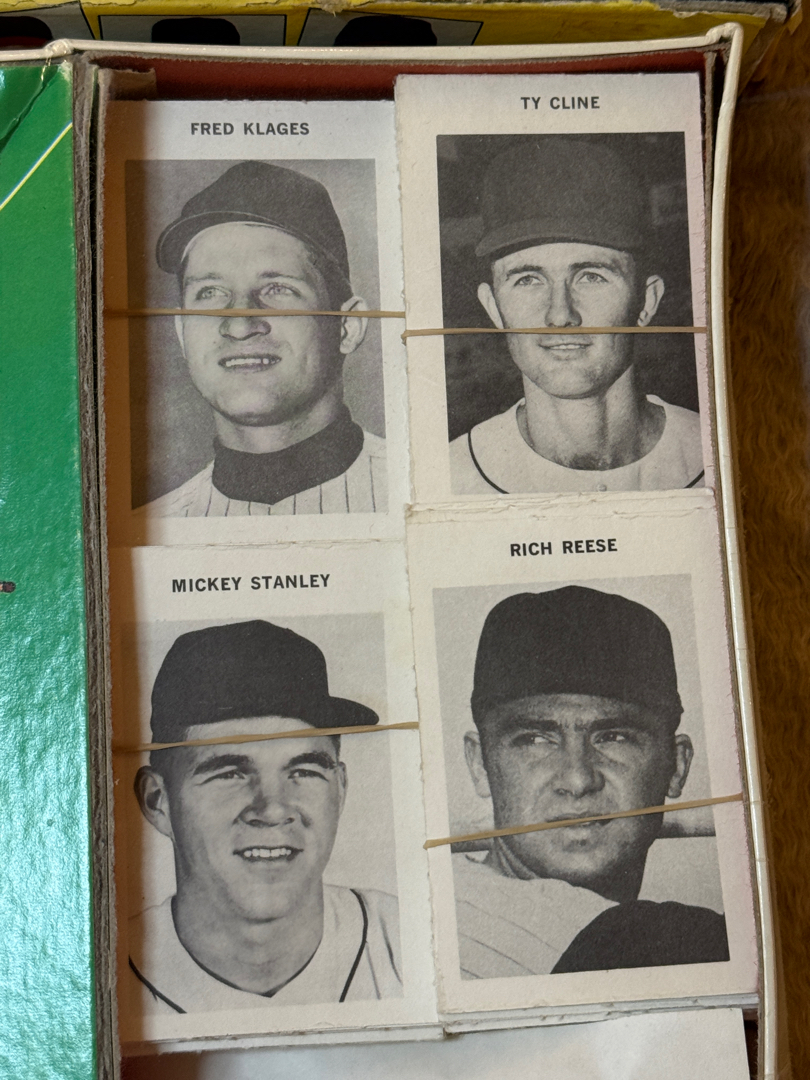 FRED KLAGES
TY CLINE
MICKEY STANLEY
RICH REESE